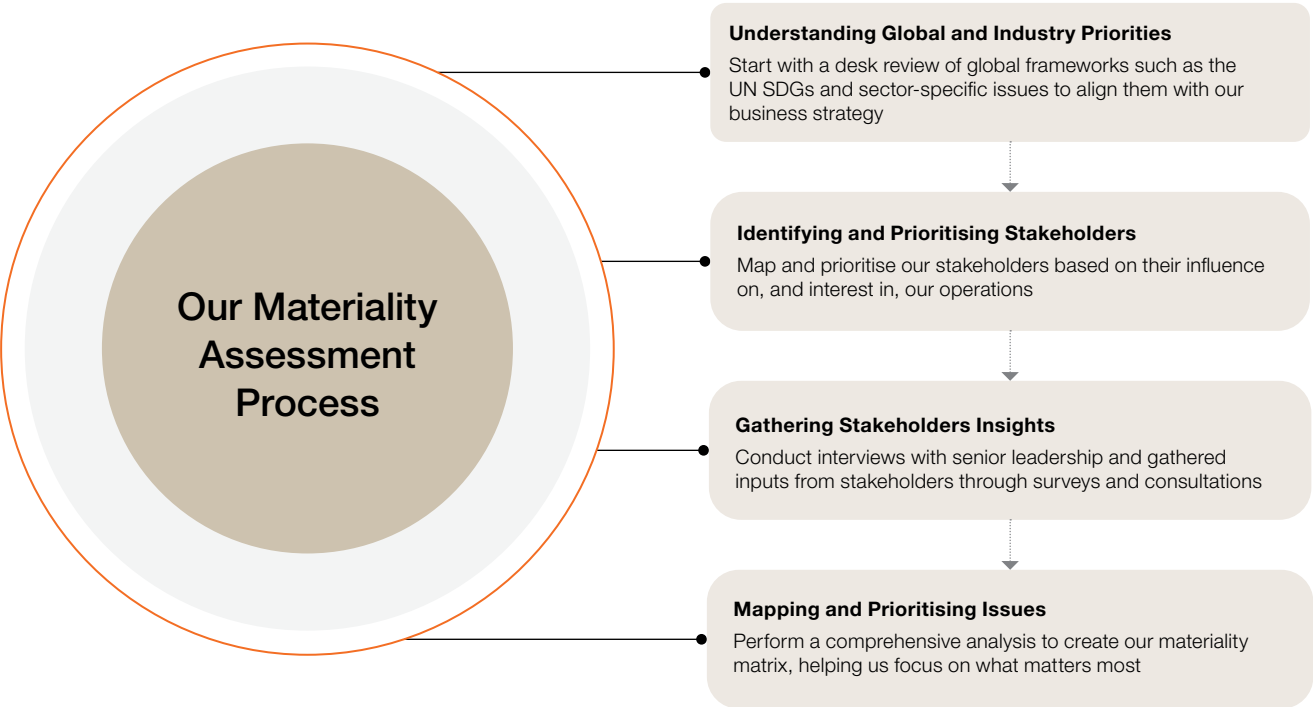 Our Materiality
Assessment
Process
Understanding Global and Industry Priorities
Start with a desk review of global frameworks such as the
UN SDGs and sector-specific issues to align them with our
business strategy
Identifying and Prioritising Stakeholders
Map and prioritise our stakeholders based on their influence
on, and interest in, our operations
Gathering Stakeholders Insights
Conduct interviews with senior leadership and gathered
inputs from stakeholders through surveys and consultations
Mapping and Prioritising Issues
Perform a comprehensive analysis to create our materiality
matrix, helping us focus on what matters most